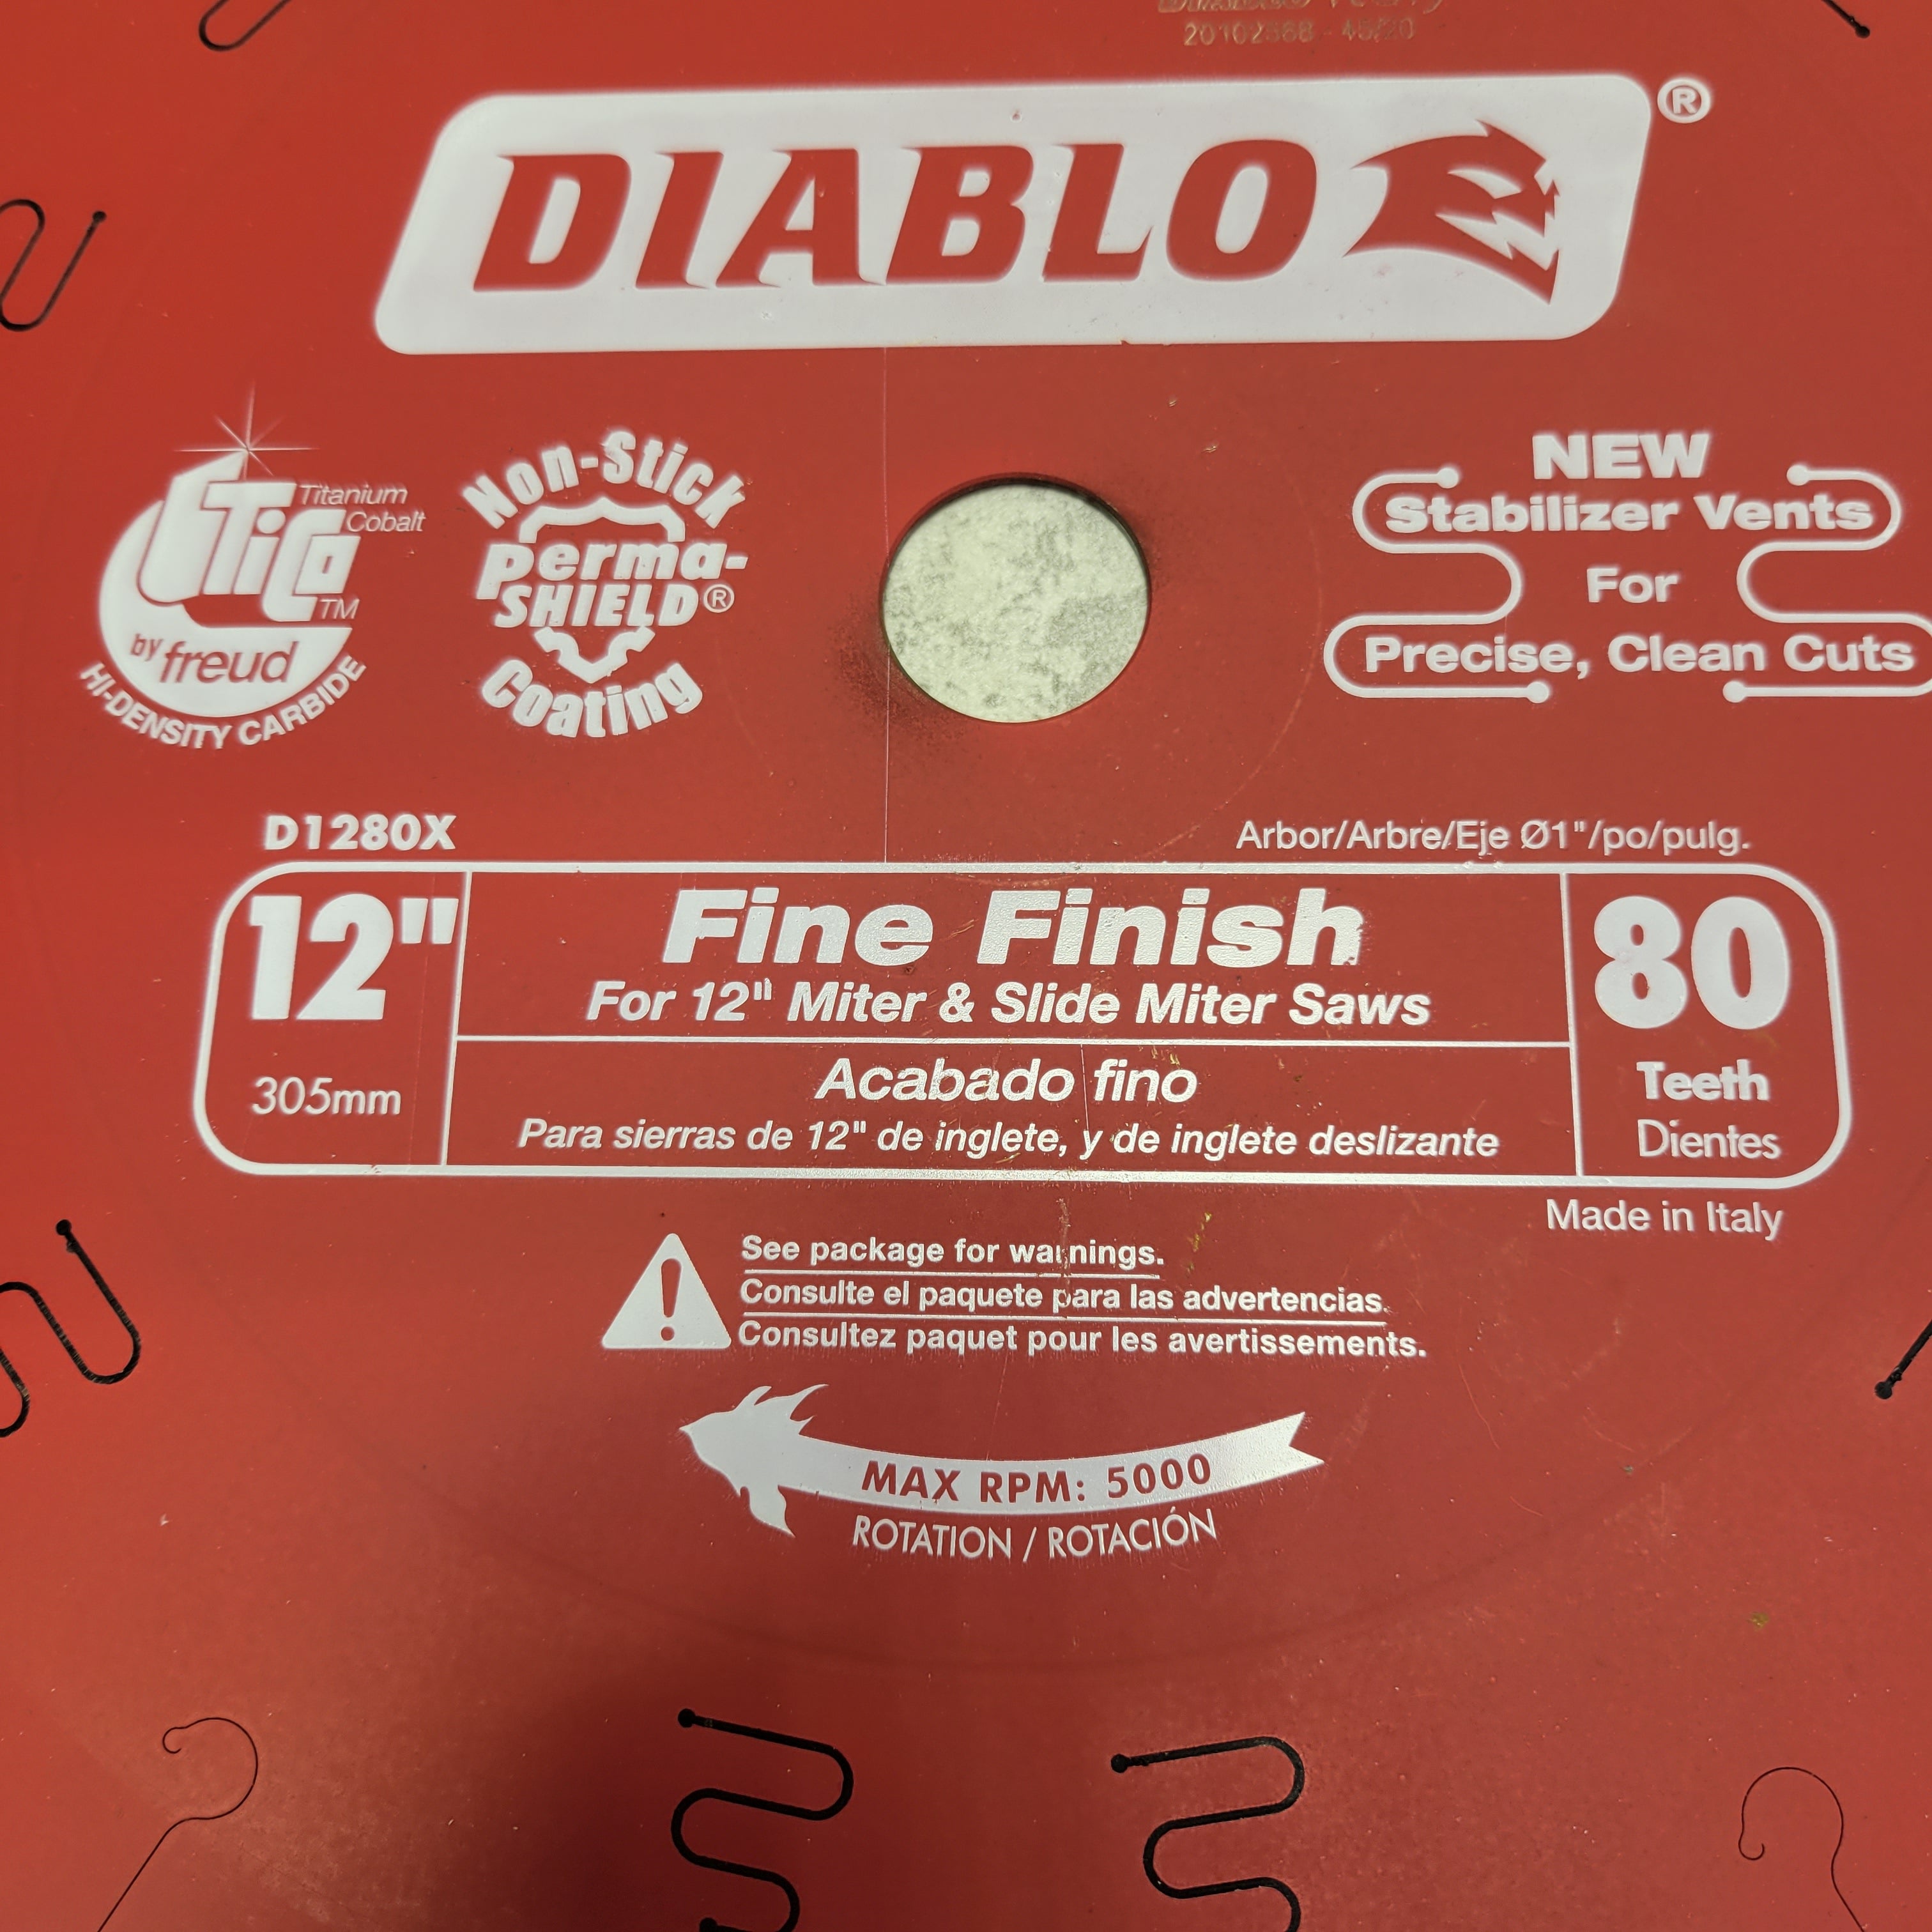 DIABLO ®
Titanium
TiCo Cobalt
TM
by freud
HI-DENSITY CARBIDE
Non-Stick
Perma-
SHIELD®
Coating
NEW
Stabilizer Vents
For
Precise, Clean Cuts
D1280X
Arbor/Arbre/Eje Ø1"/po/pulg.
12"
305mm
Fine Finish
For 12" Miter & Slide Miter Saws
Acabado fino
Para sierras de 12" de inglete, y de inglete deslizante
80
Teeth
Dientes
Made in Italy
See package for warnings.
Consulte el paquete para las advertencias.
Consultez paquet pour les avertissements.
MAX RPM: 5000
ROTATION / ROTACIÓN